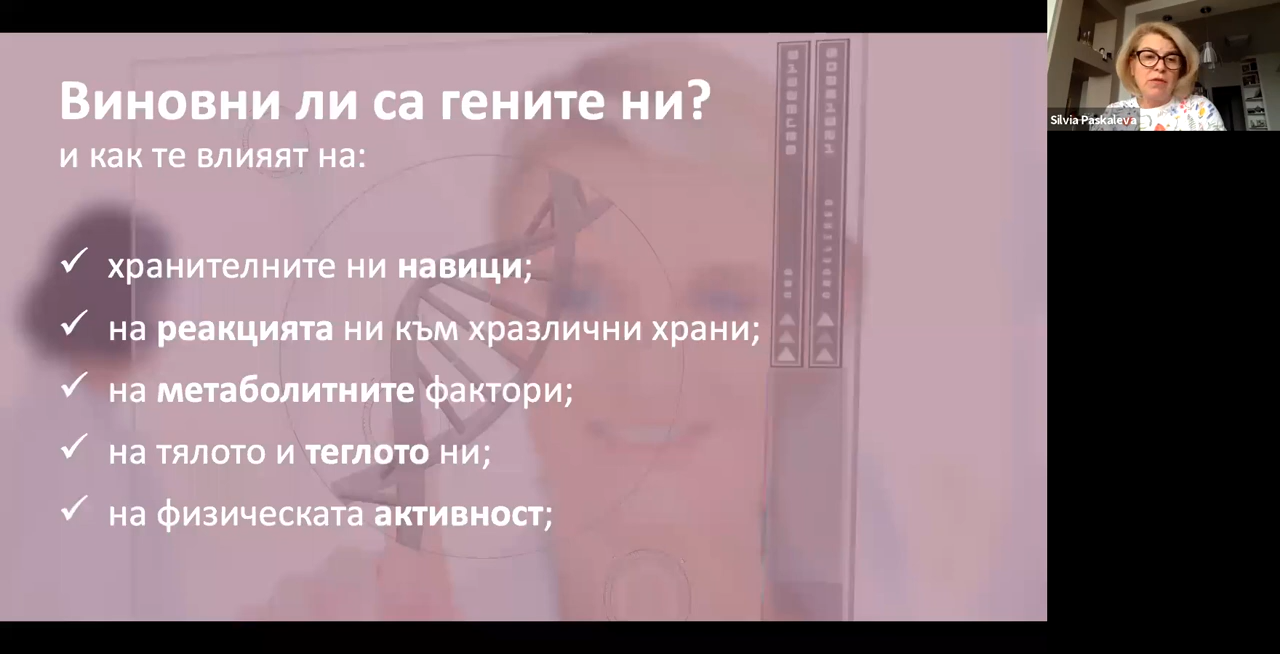 Виновни ли са гените ни?
и как те влияят на:
✓ хранителните ни навици;
✓ на реакцията ни към хразлични храни;
✓ на метаболитните фактори;
✓ на тялото и теглото ни;
✓ на физическата активност;
Silvia Paskaleva